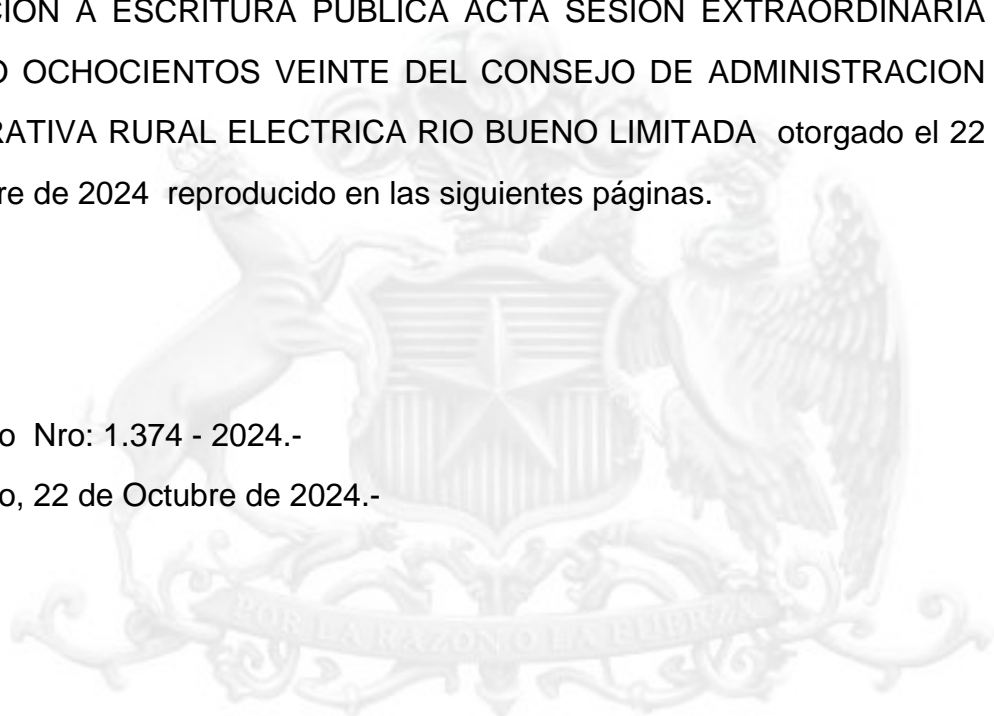 CION A ESCRITURA PUBLICA ACTA SESION EXTRAORDINARIA
O OCHOCIENTOS VEINTE DEL CONSEJO DE ADMINISTRACION
RATIVA RURAL ELECTRICA RIO BUENO LIMITADA otorgado el 22
re de 2024 reproducido en las siguientes páginas.
o Nro: 1.374 - 2024.-
o, 22 de Octubre de 2024.-
POR LA RAZON O LA FUERZA